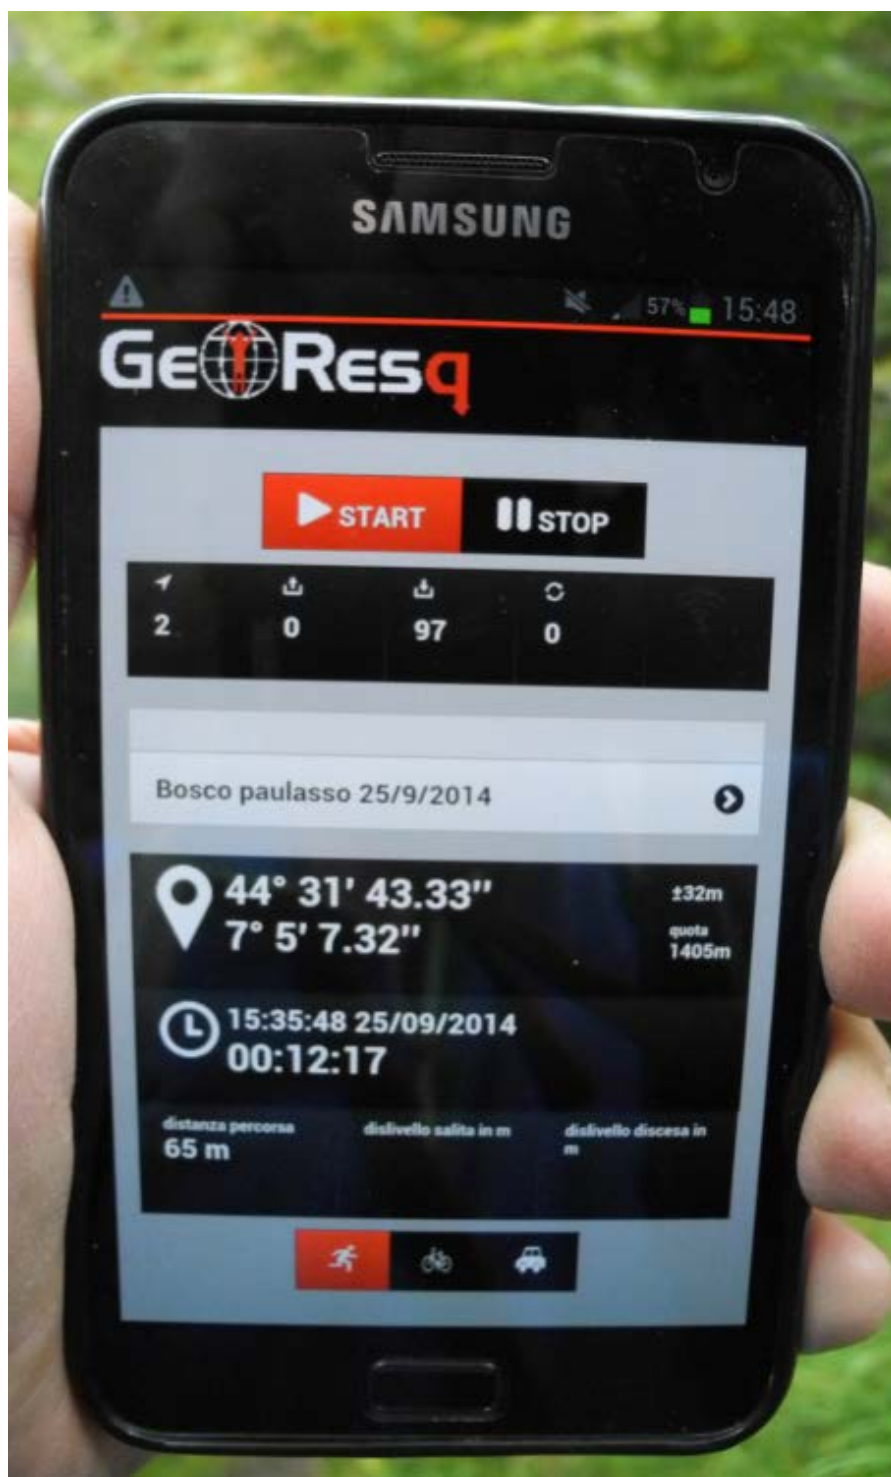 SAMSUNG
57% 15:48
GeoResq
START STOP
2 0 97 0
Bosco paulasso 25/9/2014
44° 31' 43.33''
7° 5' 7.32''
±32m
quota
1405m
15:35:48 25/09/2014
00:12:17
distanza percorsa
65 m
dislivello salita in m
dislivello discesa in
m